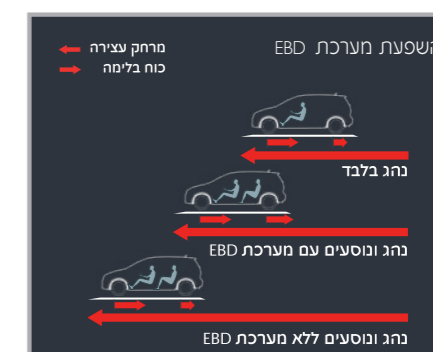 השפעת מערכת EBD
מרחק עצירה
כוח בלימה
נהג בלבד
נהג ונוסעים עם מערכת EBD
נהג ונוסעים ללא מערכת EBD